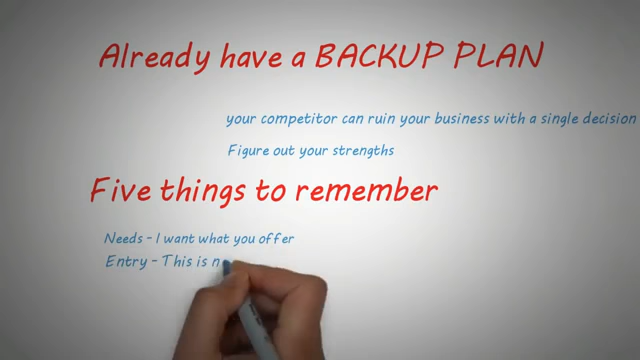 Already have a BACKUP PLAN
your competitor can ruin your business with a single decision
Figure out your strengths
Five things to remember
Needs - I want what you offer
Entry - This is n